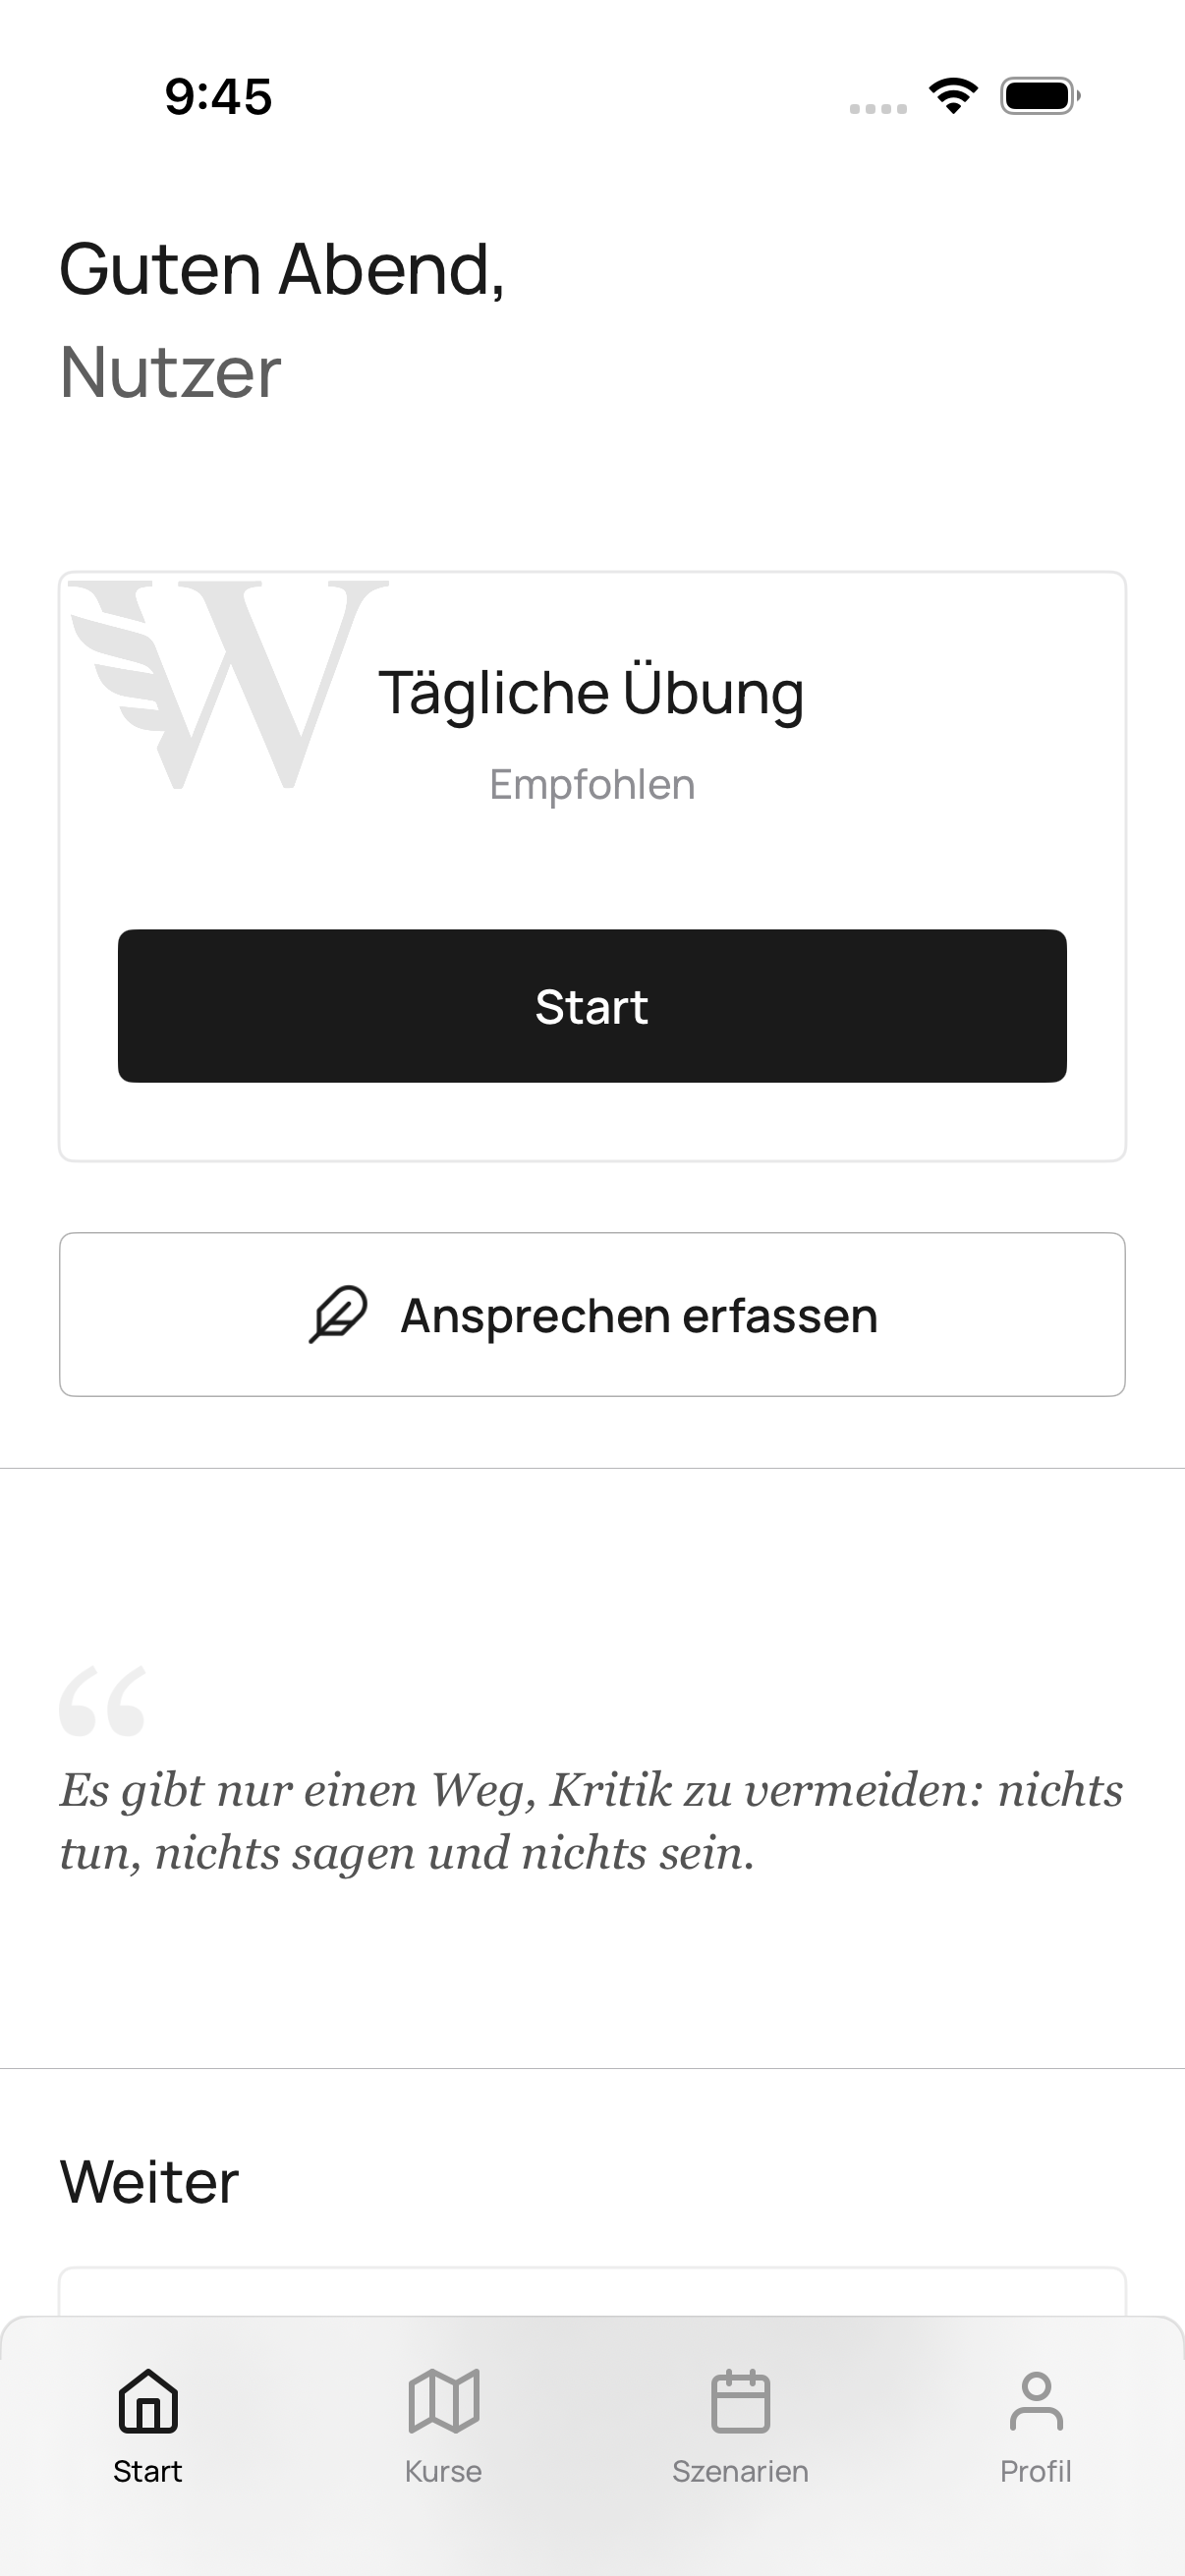 9:45
Guten Abend,
Nutzer
W
Tägliche Übung
Empfohlen
Start
Ansprechen erfassen
“
Es gibt nur einen Weg, Kritik zu vermeiden: nichts
tun, nichts sagen und nichts sein.
Weiter
Start
Kurse
Szenarien
Profil